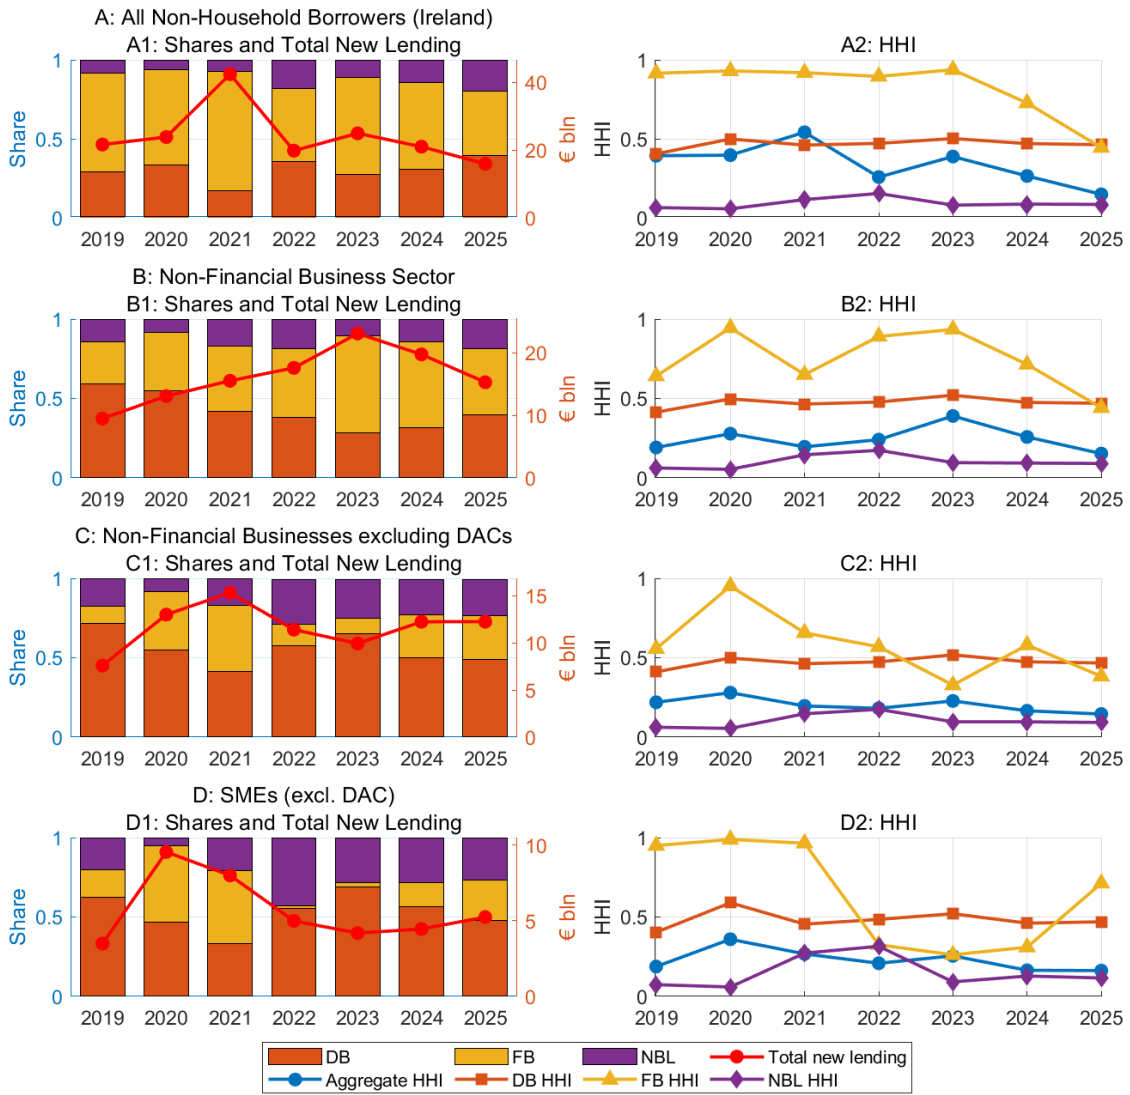 A: All Non-Household Borrowers (Ireland)
A1: Shares and Total New Lending
A2: HHI
Share
1
0.5
0
€ bln
40
20
0
2019 2020 2021 2022 2023 2024 2025
HHI
1
0.5
0
2019 2020 2021 2022 2023 2024 2025
B: Non-Financial Business Sector
B1: Shares and Total New Lending
B2: HHI
Share
1
0.5
0
€ bln
20
10
0
2019 2020 2021 2022 2023 2024 2025
HHI
1
0.5
0
2019 2020 2021 2022 2023 2024 2025
C: Non-Financial Businesses excluding DACs
C1: Shares and Total New Lending
C2: HHI
Share
1
0.5
0
€ bln
15
10
5
0
2019 2020 2021 2022 2023 2024 2025
HHI
1
0.5
0
2019 2020 2021 2022 2023 2024 2025
D: SMEs (excl. DAC)
D1: Shares and Total New Lending
D2: HHI
Share
1
0.5
0
€ bln
10
5
0
2019 2020 2021 2022 2023 2024 2025
HHI
1
0.5
0
2019 2020 2021 2022 2023 2024 2025
DB FB NBL Total new lending
Aggregate HHI DB HHI FB HHI NBL HHI